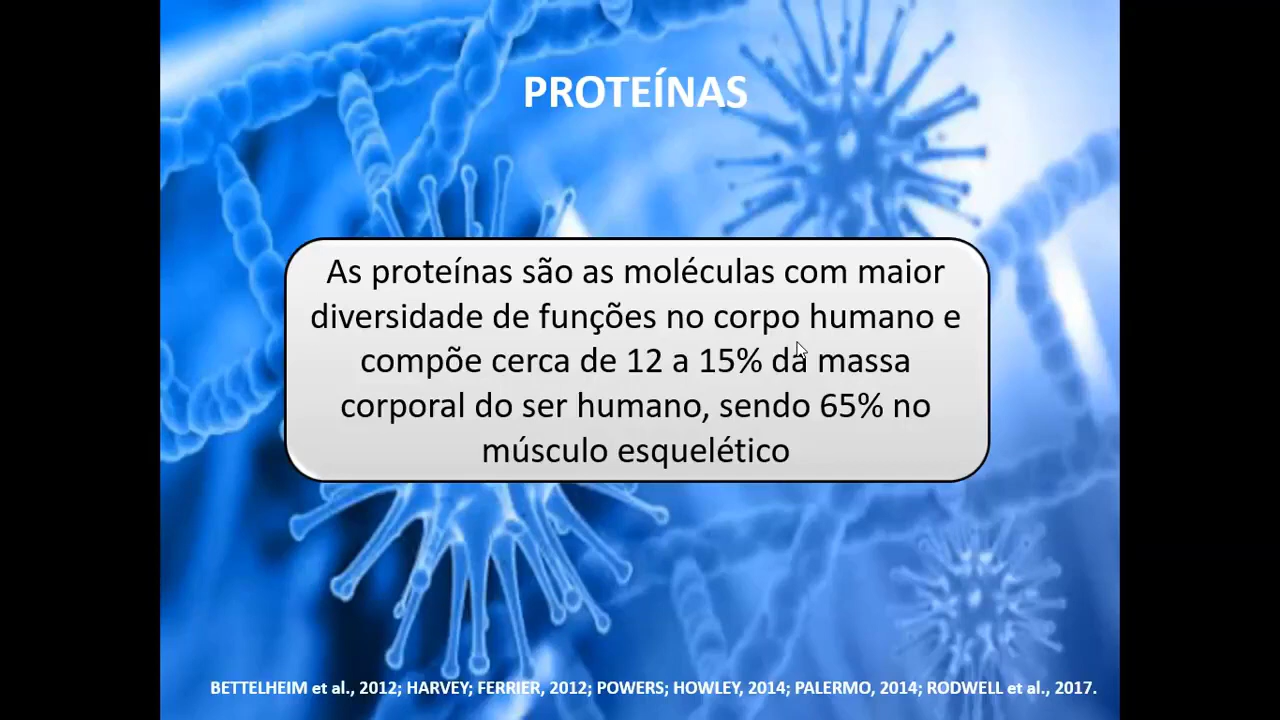 PROTEÍNAS
As proteínas são as moléculas com maior
diversidade de funções no corpo humano e
compõe cerca de 12 a 15% da massa
corporal do ser humano, sendo 65% no
músculo esquelético
BETTELHEIM et al., 2012; HARVEY; FERRIER, 2012; POWERS; HOWLEY, 2014; PALERMO, 2014; RODWELL et al., 2017.